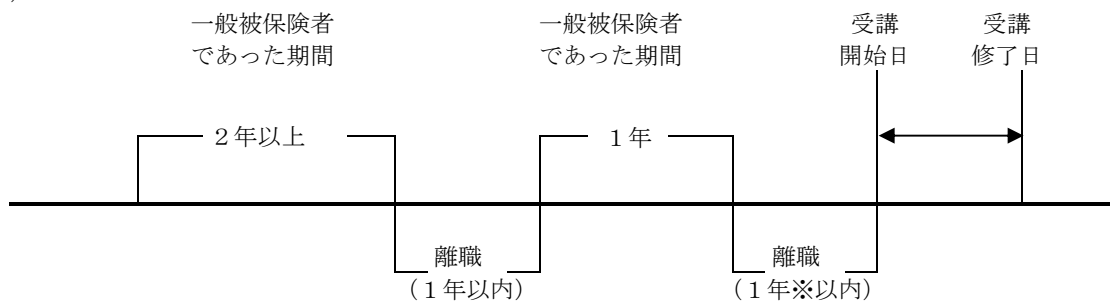 一般被保険者
であった期間
一般被保険者
であった期間
受講
開始日
受講
修了日
２年以上
１年
離職
（１年以内）
離職
（１年※以内）